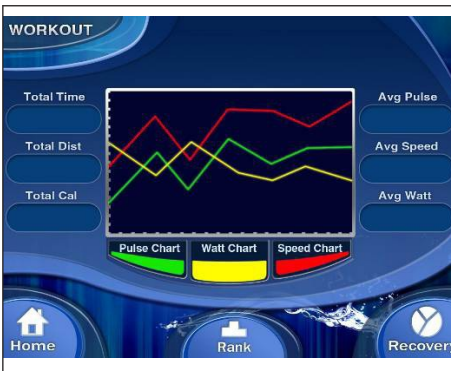 WORKOUT
Total Time
Avg Pulse
Total Dist
Avg Speed
Total Cal
Avg Watt
Pulse Chart
Watt Chart
Speed Chart
Home
Rank
Recovery